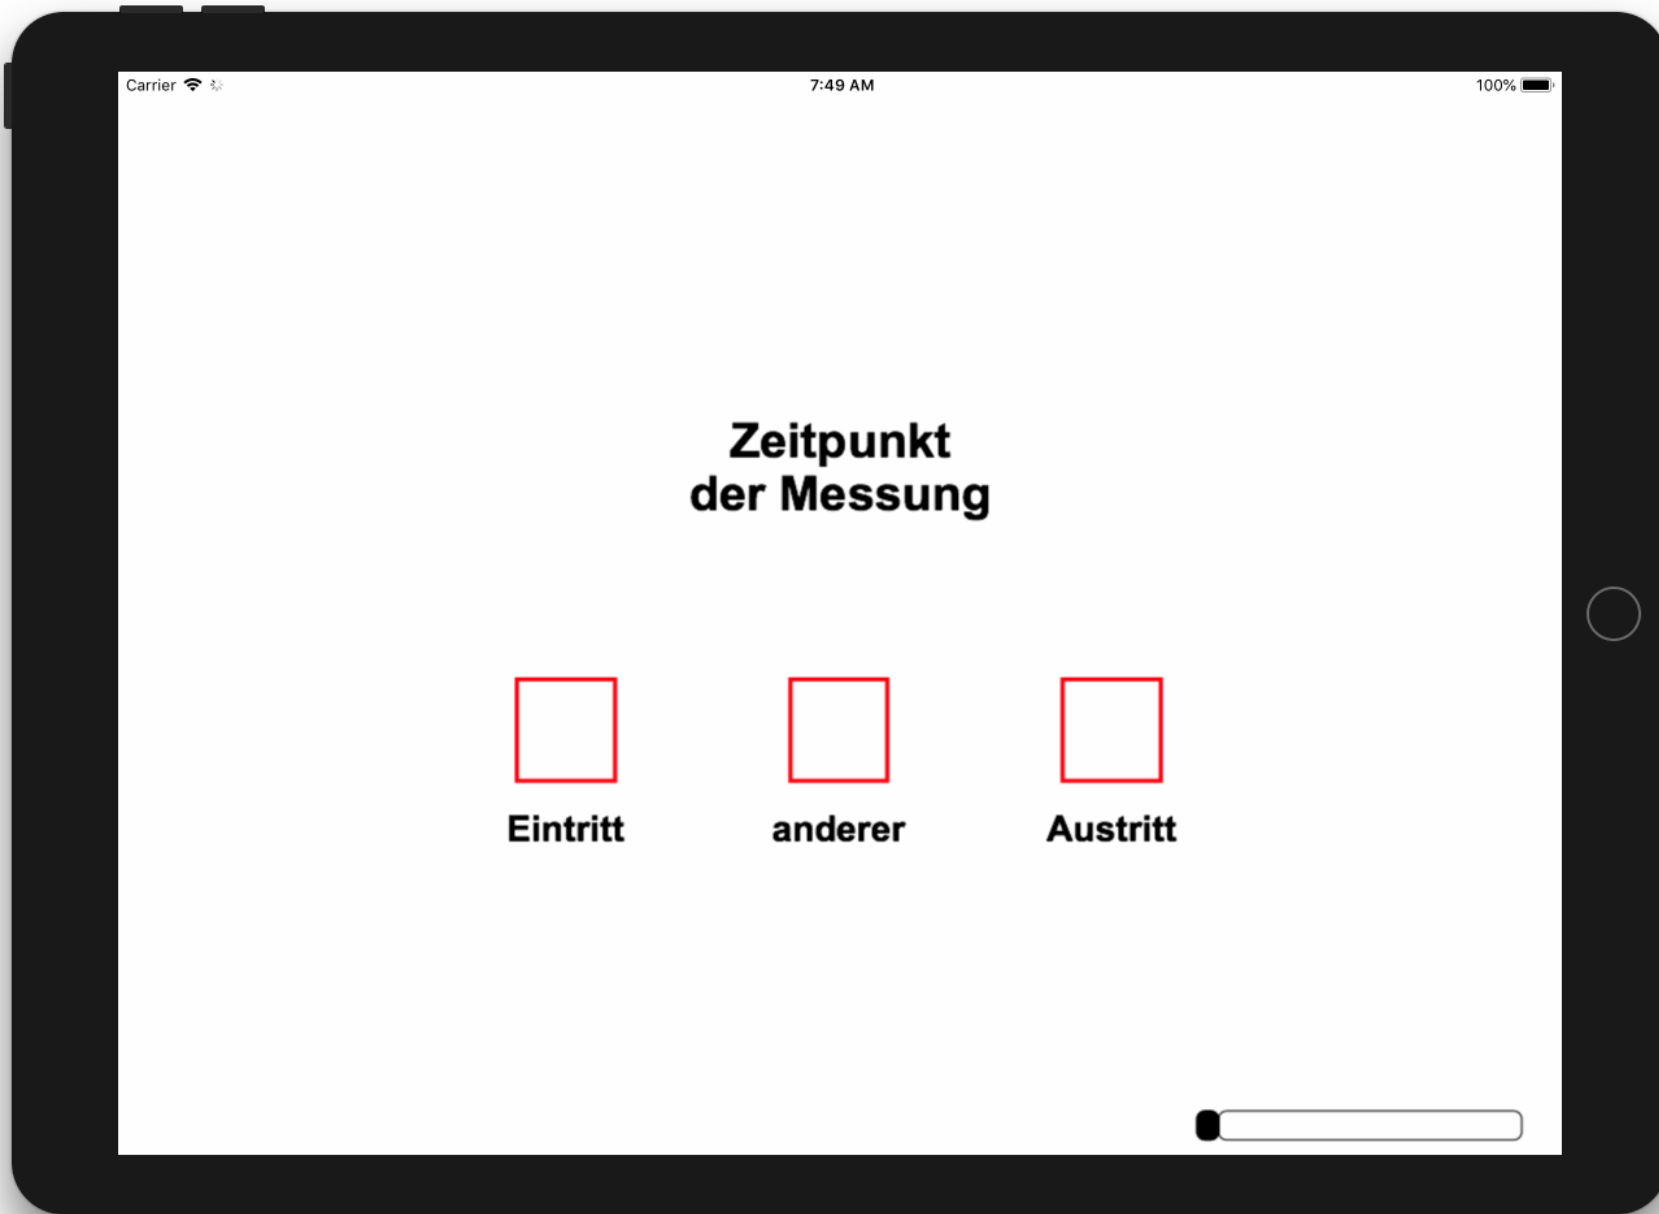 Carrier
7:49 AM
100%
Zeitpunkt
der Messung
Eintritt
anderer
Austritt